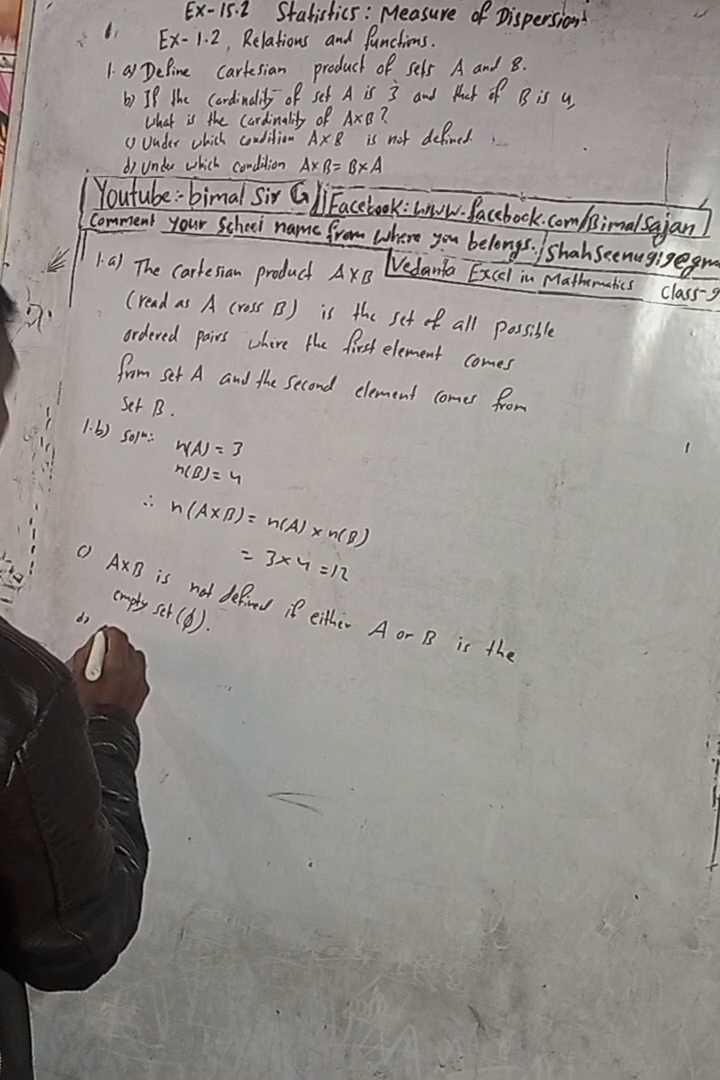 Ex-15.2 Statistics: Measure of Dispersion
Ex-1.2, Relations and functions.
1. a) Define cartesian product of sets A and B.
b) If the cardinality of set A is 3 and that of B is 4, what is the cardinality of A×B?
c) Under which condition A×B is not defined.
d) Under which condition A×B = B×A
Youtube:- bimal Sir G
Facebook: www.facebook.com/Bimalsajan
Comment your school name from where you belongs.
Shahseenu919@gm
Vedanta Excel in Mathematics Class-9
1.a) The cartesian product A×B
(read as A cross B) is the set of all possible
ordered pairs where the first element comes
from set A and the second element comes from
set B.
1.b) Solⁿ: n(A) = 3
n(B) = 4
∴ n(A×B) = n(A) × n(B)
= 3×4 = 12
c) A×B is not defined if either A or B is the
empty set (ϕ).
d)